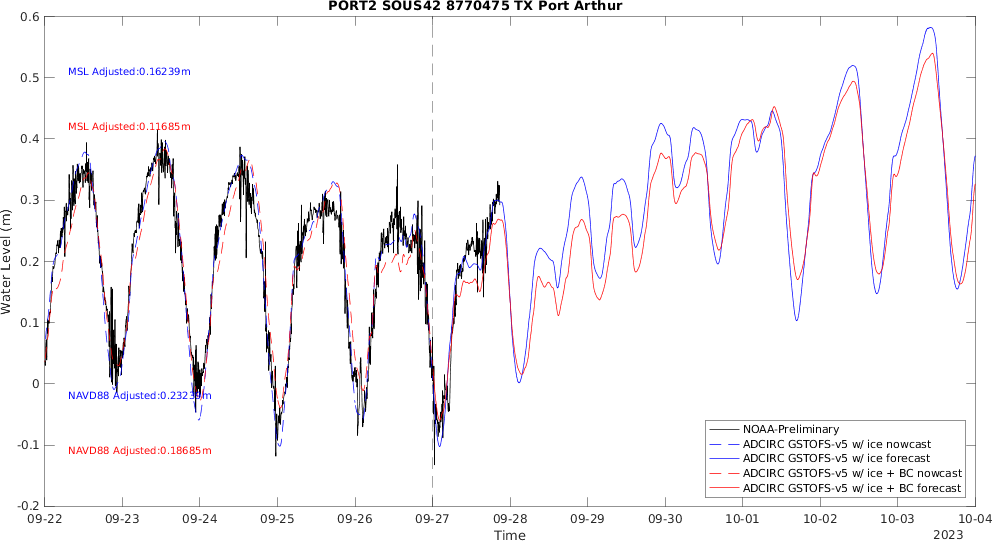 PORT2 SOUS42 8770475 TX Port Arthur
0.6
0.5
0.4
0.3
0.2
0.1
0
-0.1
-0.2
Water Level (m)
MSL Adjusted:0.16239m
MSL Adjusted:0.11685m
NAVD88 Adjusted:0.23239m
NAVD88 Adjusted:0.18685m
NOAA-Preliminary
ADCIRC GSTOFS-v5 w/ ice nowcast
ADCIRC GSTOFS-v5 w/ ice forecast
ADCIRC GSTOFS-v5 w/ ice + BC nowcast
ADCIRC GSTOFS-v5 w/ ice + BC forecast
09-22 09-23 09-24 09-25 09-26 09-27 09-28 09-29 09-30 10-01 10-02 10-03 10-04
Time
2023